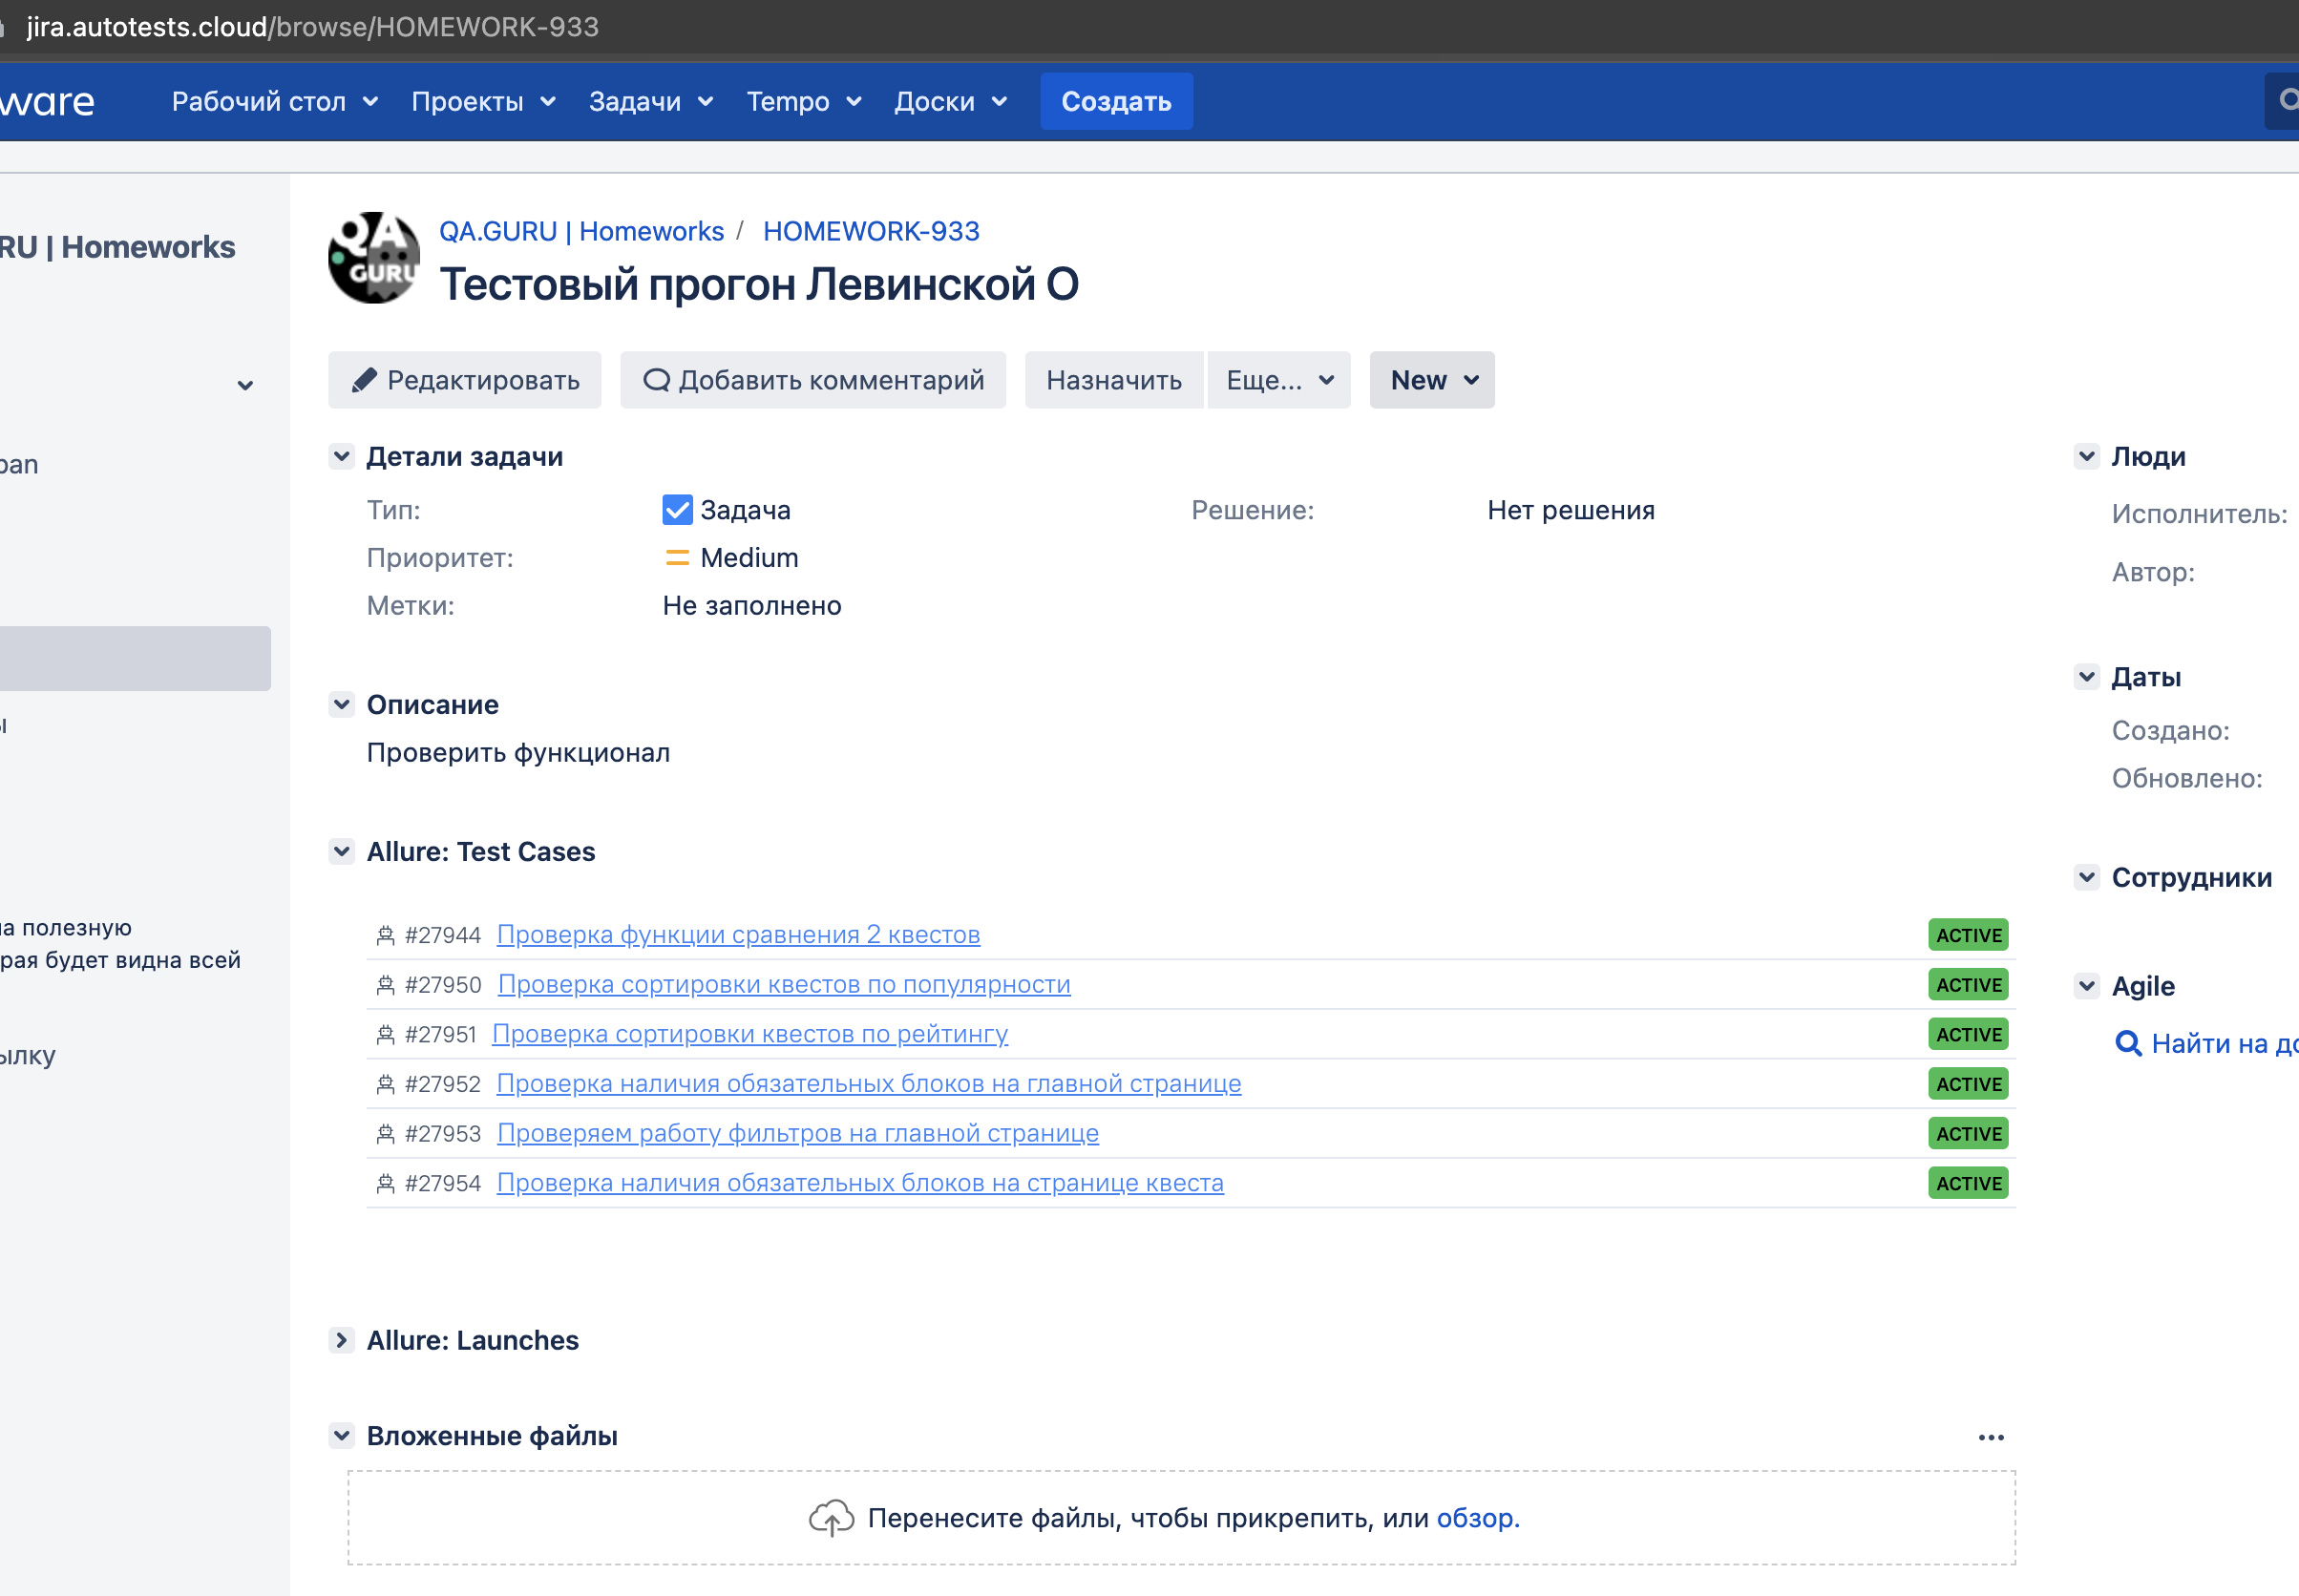 jira.autotests.cloud/browse/HOMEWORK-933
ware Рабочий стол Проекты Задачи Tempo Доски Создать
RU | Homeworks
QA GURU
QA.GURU | Homeworks / HOMEWORK-933
Тестовый прогон Левинской О
Редактировать Добавить комментарий Назначить Еще... New
Детали задачи
Тип: Задача Решение: Нет решения
Приоритет: Medium
Метки: Не заполнено
Описание
Проверить функционал
Allure: Test Cases
#27944 Проверка функции сравнения 2 квестов ACTIVE
#27950 Проверка сортировки квестов по популярности ACTIVE
#27951 Проверка сортировки квестов по рейтингу ACTIVE
#27952 Проверка наличия обязательных блоков на главной странице ACTIVE
#27953 Проверяем работу фильтров на главной странице ACTIVE
#27954 Проверка наличия обязательных блоков на странице квеста ACTIVE
Allure: Launches
Вложенные файлы
Перенесите файлы, чтобы прикрепить, или обзор.
Люди
Исполнитель:
Автор:
Даты
Создано:
Обновлено:
Сотрудники
Agile
Найти на до
ban
ы
на полезную
рая будет видна всей
ылку